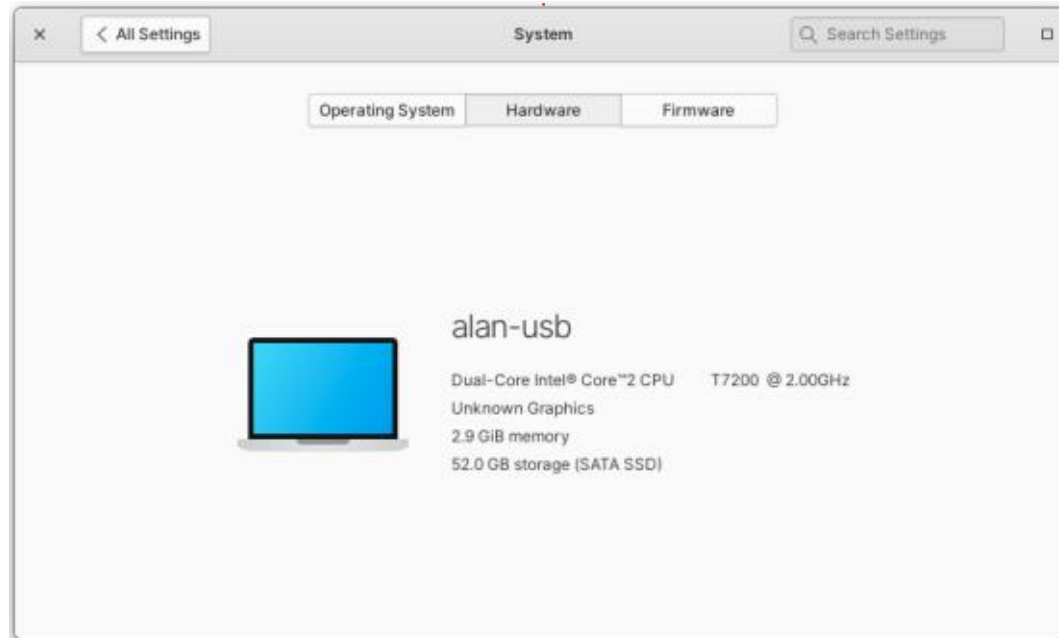 All Settings
System
Search Settings
Operating System
Hardware
Firmware
alan-usb
Dual-Core Intel® Core™2 CPU T7200 @ 2.00GHz
Unknown Graphics
2.9 GiB memory
52.0 GB storage (SATA SSD)